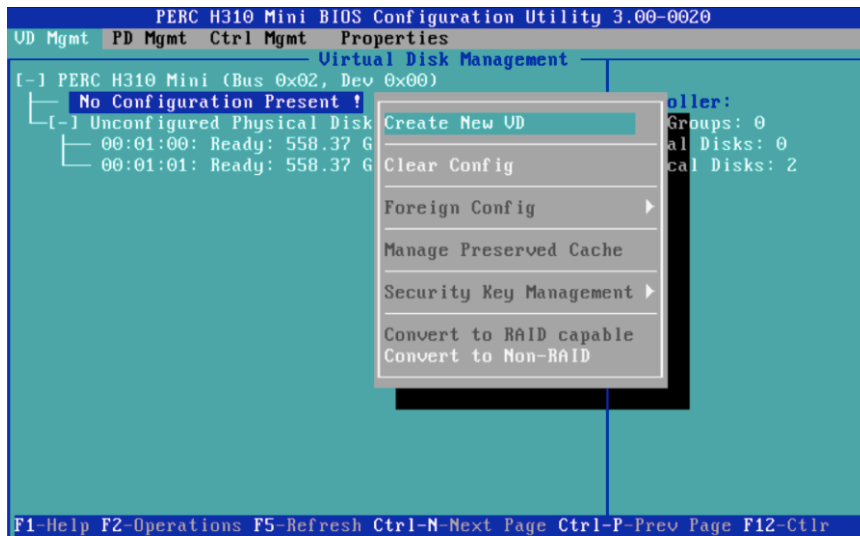 PERC H310 Mini BIOS Configuration Utility 3.00-0020
VD Mgmt PD Mgmt Ctrl Mgmt Properties
Virtual Disk Management
[-] PERC H310 Mini (Bus 0x02, Dev 0x00)
No Configuration Present !
oller:
[-] Unconfigured Physical Disk
Groups: 0
00:01:00: Ready: 558.37 G
al Disks: 0
00:01:01: Ready: 558.37 G
cal Disks: 2
Create New VD
Clear Config
Foreign Config
Manage Preserved Cache
Security Key Management
Convert to RAID capable
Convert to Non-RAID
F1-Help F2-Operations F5-Refresh Ctrl-N-Next Page Ctrl-P-Prev Page F12-Ctlr